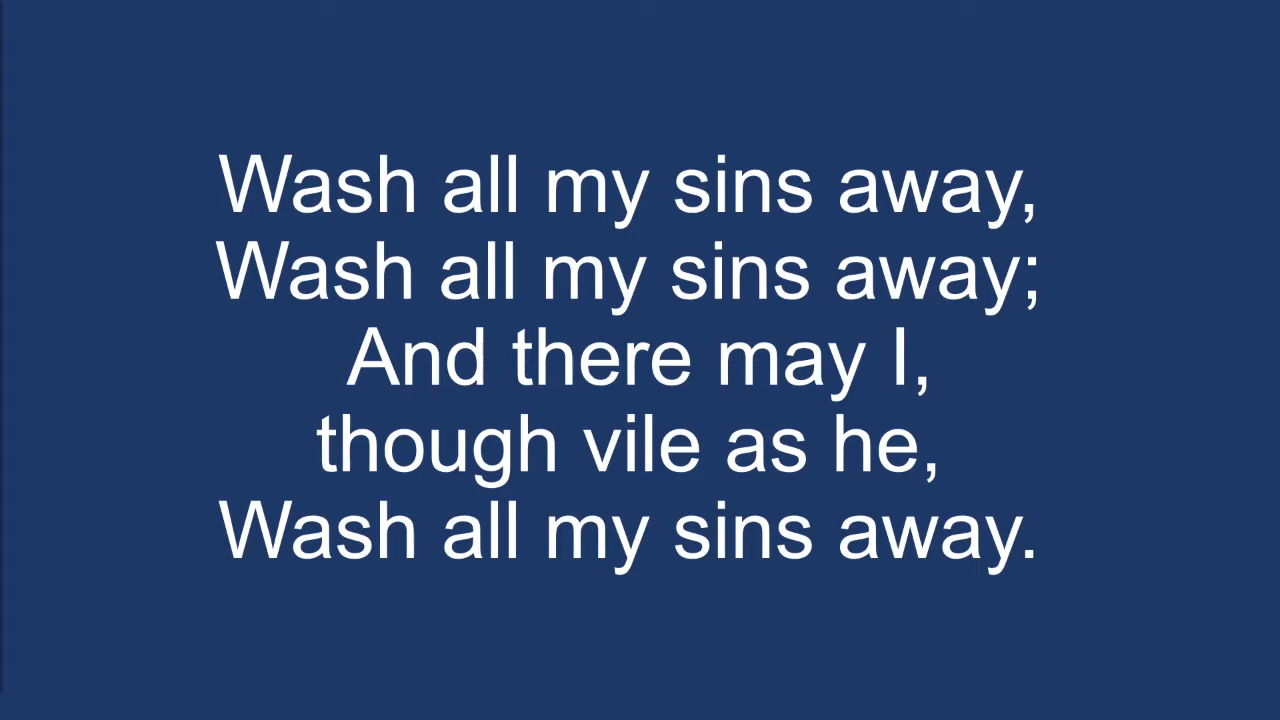 Wash all my sins away,
Wash all my sins away;
And there may I,
though vile as he,
Wash all my sins away.